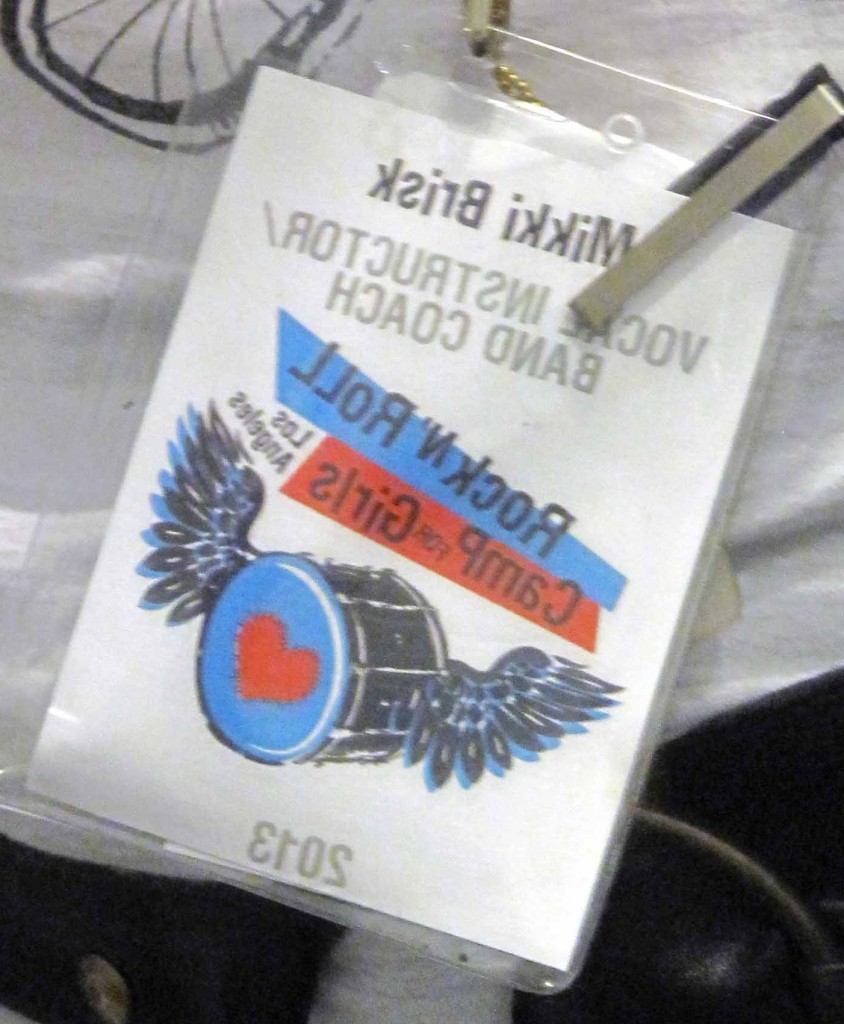 Mikki Brisk
VOCAL INSTRUCTOR/
BAND COACH
Rock N' Roll
Camp FOR Girls
Los
Angeles
2013